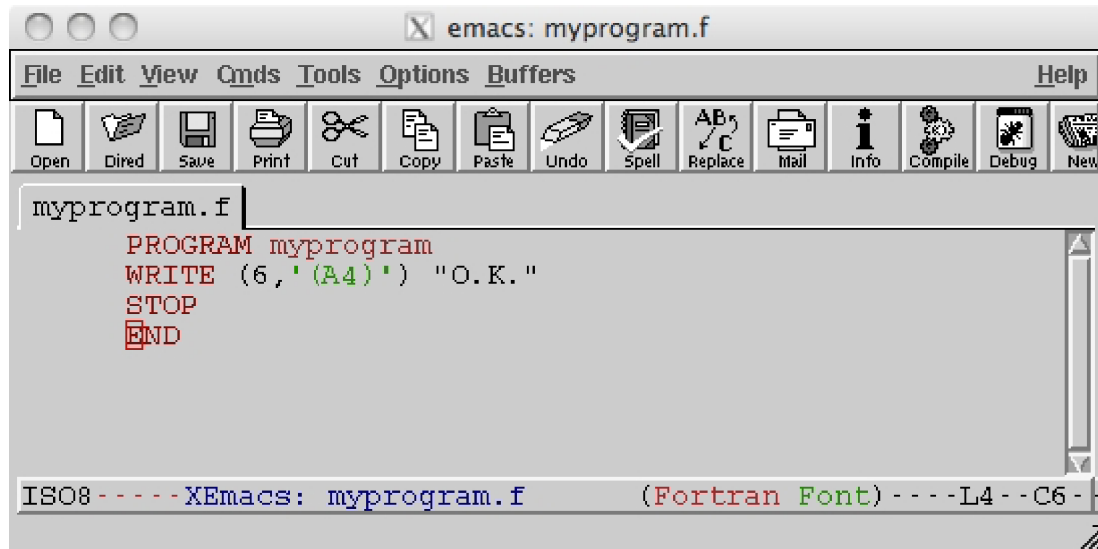 X emacs: myprogram.f
File Edit View Cmds Tools Options Buffers Help
Open Dired Save Print Cut Copy Paste Undo Spell Replace Mail Info Compile Debug New
myprogram.f
PROGRAM myprogram
WRITE (6,'(A4)') "O.K."
STOP
END
ISO8-----XEmacs: myprogram.f (Fortran Font)----L4--C6-